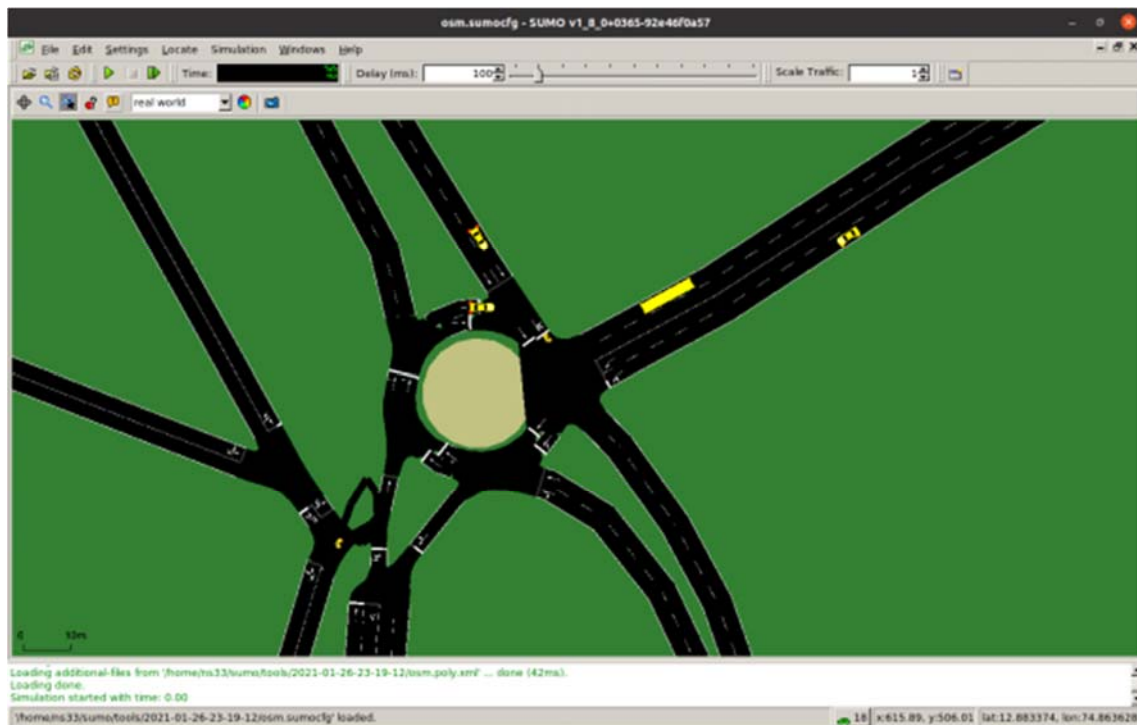 osm.sumocfg - SUMO v1_8_0+0365-92e46f0a57
File Edit Settings Locate Simulation Windows Help
Time: Delay (ms): 100 Scale Traffic: 1
real world
0 10m
Loading additional-files from '/home/ns33/sumo/tools/2021-01-26-23-19-12/osm.poly.xml' ... done (42ms).
Loading done.
Simulation started with time: 0.00
'/home/ns33/sumo/tools/2021-01-26-23-19-12/osm.sumocfg' loaded. 18 x:615.89, y:506.01 lat:12.883374, lon:74.863620